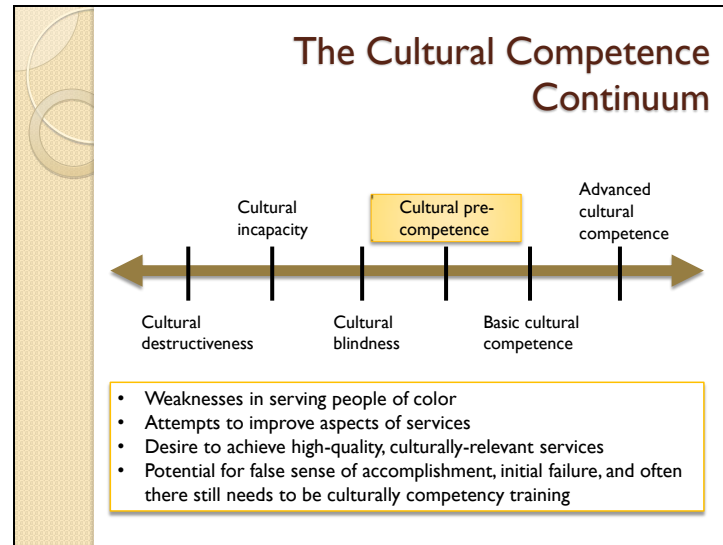 The Cultural Competence
Continuum
Cultural
incapacity
Cultural pre-
competence
Advanced
cultural
competence
Cultural
destructiveness
Cultural
blindness
Basic cultural
competence
• Weaknesses in serving people of color
• Attempts to improve aspects of services
• Desire to achieve high-quality, culturally-relevant services
• Potential for false sense of accomplishment, initial failure, and often
there still needs to be culturally competency training